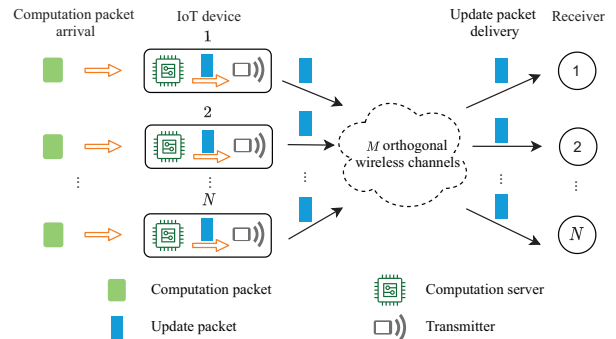 Computation packet
arrival
IoT device
Update packet
delivery
Receiver
1
1
2
M orthogonal
wireless channels
2
...
...
...
...
...
N
N
Computation packet
Computation server
Update packet
Transmitter